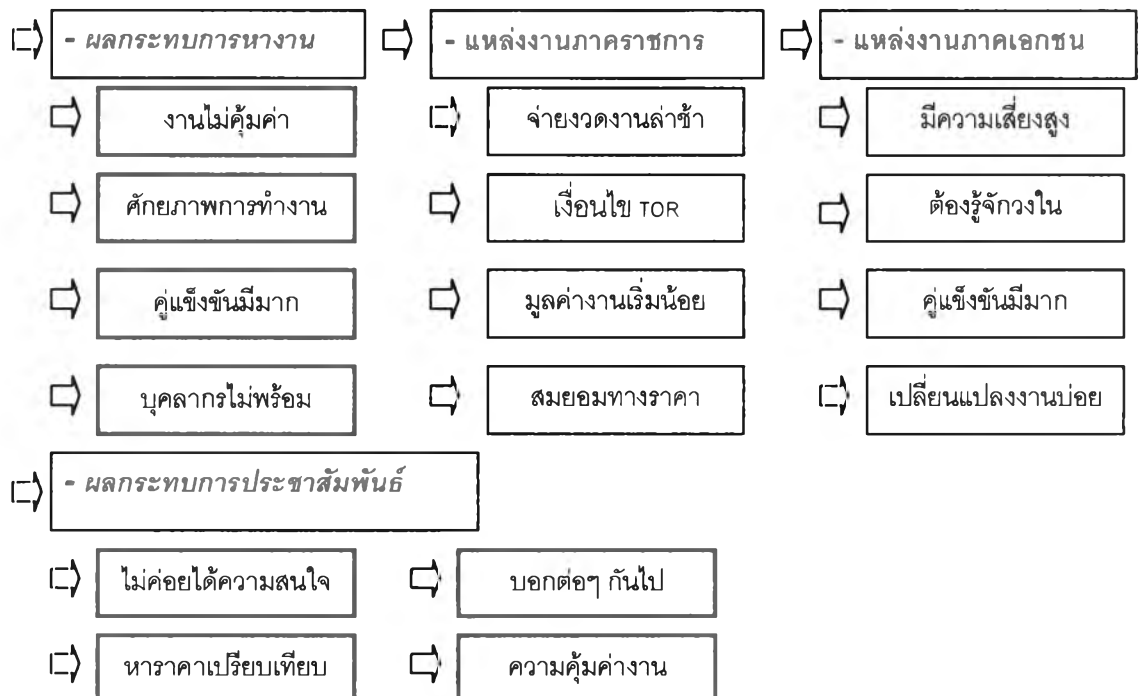 - ผลกระทบการหางาน
- แหล่งงานภาคราชการ
- แหล่งงานภาคเอกชน
งานไม่คุ้มค่า
จ่ายงวดงานล่าช้า
มีความเสี่ยงสูง
ศักยภาพการทำงาน
เงื่อนไข TOR
ต้องรู้จักวงใน
คู่แข็งขันมีมาก
มูลค่างานเริ่มน้อย
คู่แข็งขันมีมาก
บุคลากรไม่พร้อม
สมยอมทางราคา
เปลี่ยนแปลงงานบ่อย
- ผลกระทบการประชาสัมพันธ์
ไม่ค่อยได้ความสนใจ
บอกต่อๆ กันไป
หาราคาเปรียบเทียบ
ความคุ้มค่างาน